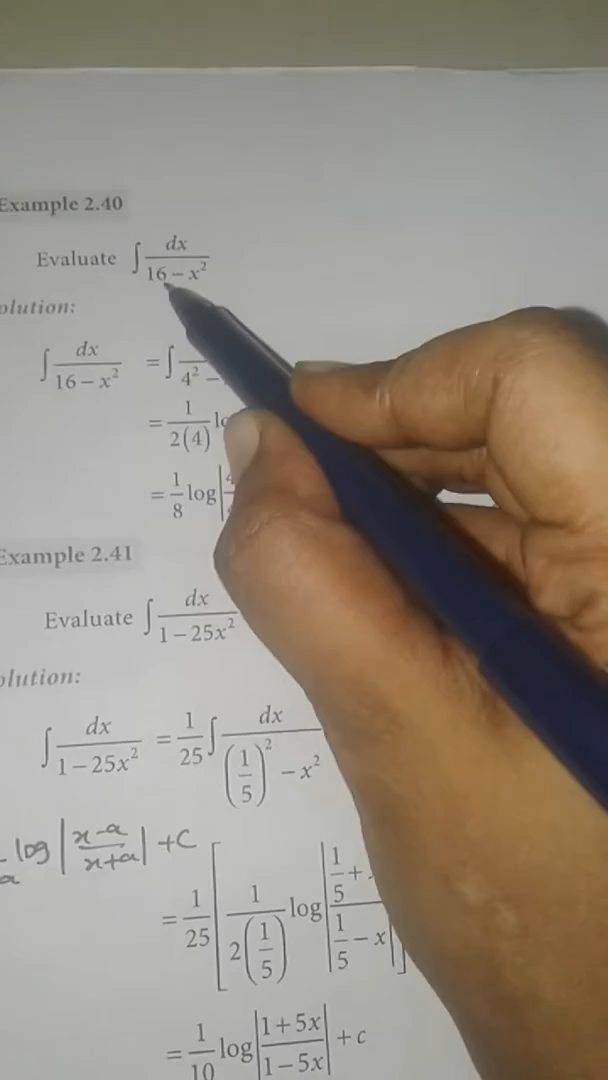 Example 2.40
Evaluate ∫ dx / (16 − x²)
olution:
∫ dx / (16 − x²) = ∫ / 4² −
= 1 / 2(4)
= 1/8 log |
Example 2.41
Evaluate ∫ dx / (1 − 25x²)
olution:
∫ dx / (1 − 25x²) = 1/25 ∫ dx / ((1/5)² − x²)
log | (x−a) / (x+a) | + C
= 1/25 [ 1 / 2(1/5) log | (1/5 + / (1/5 − x) | ]
= 1/10 log | (1 + 5x) / (1 − 5x) | + c